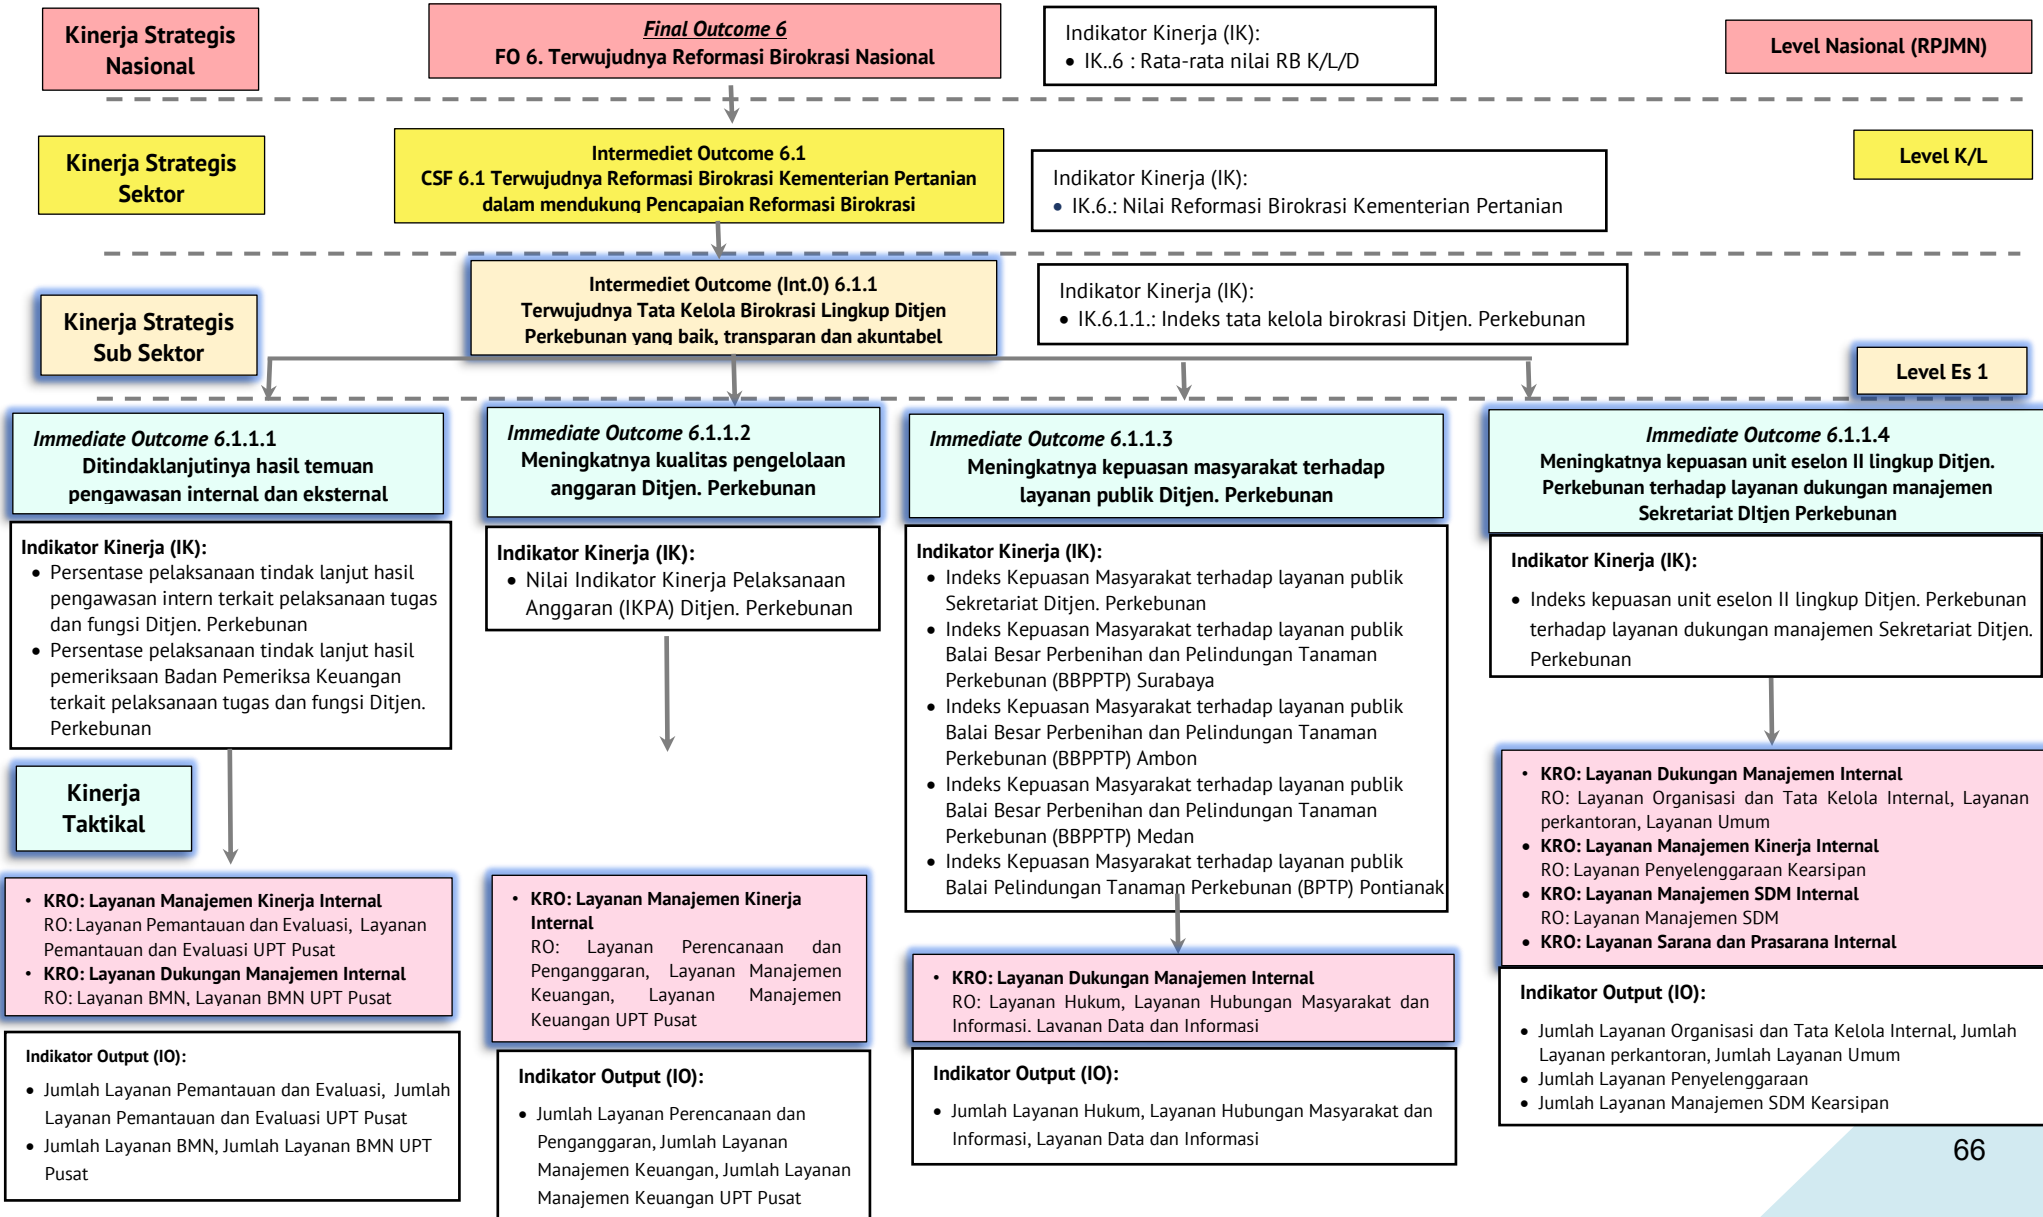 Kinerja Strategis
Nasional
Final Outcome 6
FO 6. Terwujudnya Reformasi Birokrasi Nasional
Indikator Kinerja (IK):
• IK..6 : Rata-rata nilai RB K/L/D
Level Nasional (RPJMN)
Kinerja Strategis
Sektor
Intermediet Outcome 6.1
CSF 6.1 Terwujudnya Reformasi Birokrasi Kementerian Pertanian
dalam mendukung Pencapaian Reformasi Birokrasi
Indikator Kinerja (IK):
• IK.6.: Nilai Reformasi Birokrasi Kementerian Pertanian
Level K/L
Kinerja Strategis
Sub Sektor
Intermediet Outcome (Int.0) 6.1.1
Terwujudnya Tata Kelola Birokrasi Lingkup Ditjen
Perkebunan yang baik, transparan dan akuntabel
Indikator Kinerja (IK):
• IK.6.1.1.: Indeks tata kelola birokrasi Ditjen. Perkebunan
Level Es 1
Immediate Outcome 6.1.1.1
Ditindaklanjutinya hasil temuan
pengawasan internal dan eksternal
Indikator Kinerja (IK):
• Persentase pelaksanaan tindak lanjut hasil
pengawasan intern terkait pelaksanaan tugas
dan fungsi Ditjen. Perkebunan
• Persentase pelaksanaan tindak lanjut hasil
pemeriksaan Badan Pemeriksa Keuangan
terkait pelaksanaan tugas dan fungsi Ditjen.
Perkebunan
Kinerja
Taktikal
• KRO: Layanan Manajemen Kinerja Internal
RO: Layanan Pemantauan dan Evaluasi, Layanan
Pemantauan dan Evaluasi UPT Pusat
• KRO: Layanan Dukungan Manajemen Internal
RO: Layanan BMN, Layanan BMN UPT Pusat
Indikator Output (IO):
• Jumlah Layanan Pemantauan dan Evaluasi, Jumlah
Layanan Pemantauan dan Evaluasi UPT Pusat
• Jumlah Layanan BMN, Jumlah Layanan BMN UPT
Pusat
Immediate Outcome 6.1.1.2
Meningkatnya kualitas pengelolaan
anggaran Ditjen. Perkebunan
Indikator Kinerja (IK):
• Nilai Indikator Kinerja Pelaksanaan
Anggaran (IKPA) Ditjen. Perkebunan
• KRO: Layanan Manajemen Kinerja
Internal
RO: Layanan Perencanaan dan
Penganggaran, Layanan Manajemen
Keuangan, Layanan Manajemen
Keuangan UPT Pusat
Indikator Output (IO):
• Jumlah Layanan Perencanaan dan
Penganggaran, Jumlah Layanan
Manajemen Keuangan, Jumlah Layanan
Manajemen Keuangan UPT Pusat
Immediate Outcome 6.1.1.3
Meningkatnya kepuasan masyarakat terhadap
layanan publik Ditjen. Perkebunan
Indikator Kinerja (IK):
• Indeks Kepuasan Masyarakat terhadap layanan publik
Sekretariat Ditjen. Perkebunan
• Indeks Kepuasan Masyarakat terhadap layanan publik
Balai Besar Perbenihan dan Pelindungan Tanaman
Perkebunan (BBPPTP) Surabaya
• Indeks Kepuasan Masyarakat terhadap layanan publik
Balai Besar Perbenihan dan Pelindungan Tanaman
Perkebunan (BBPPTP) Ambon
• Indeks Kepuasan Masyarakat terhadap layanan publik
Balai Besar Perbenihan dan Pelindungan Tanaman
Perkebunan (BBPPTP) Medan
• Indeks Kepuasan Masyarakat terhadap layanan publik
Balai Pelindungan Tanaman Perkebunan (BPTP) Pontianak
• KRO: Layanan Dukungan Manajemen Internal
RO: Layanan Hukum, Layanan Hubungan Masyarakat dan
Informasi. Layanan Data dan Informasi
Indikator Output (IO):
• Jumlah Layanan Hukum, Layanan Hubungan Masyarakat dan
Informasi, Layanan Data dan Informasi
Immediate Outcome 6.1.1.4
Meningkatnya kepuasan unit eselon II lingkup Ditjen.
Perkebunan terhadap layanan dukungan manajemen
Sekretariat DItjen Perkebunan
Indikator Kinerja (IK):
• Indeks kepuasan unit eselon II lingkup Ditjen. Perkebunan
terhadap layanan dukungan manajemen Sekretariat Ditjen.
Perkebunan
• KRO: Layanan Dukungan Manajemen Internal
RO: Layanan Organisasi dan Tata Kelola Internal, Layanan
perkantoran, Layanan Umum
• KRO: Layanan Manajemen Kinerja Internal
RO: Layanan Penyelenggaraan Kearsipan
• KRO: Layanan Manajemen SDM Internal
RO: Layanan Manajemen SDM
• KRO: Layanan Sarana dan Prasarana Internal
Indikator Output (IO):
• Jumlah Layanan Organisasi dan Tata Kelola Internal, Jumlah
Layanan perkantoran, Jumlah Layanan Umum
• Jumlah Layanan Penyelenggaraan
• Jumlah Layanan Manajemen SDM Kearsipan
66